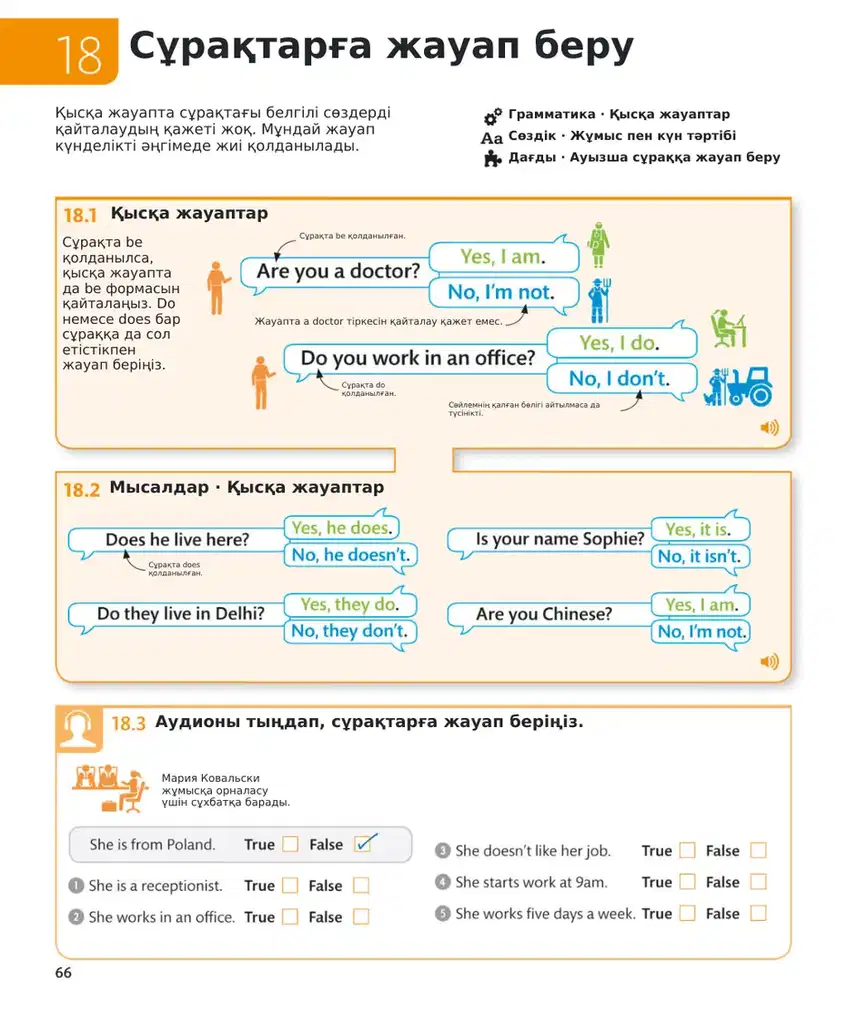 18 Сұрақтарға жауап беру
Қысқа жауапта сұрақтағы белгілі сөздерді
қайталаудың қажеті жоқ. Мұндай жауап
күнделікті әңгімеде жиі қолданылады.
Грамматика · Қысқа жауаптар
Aa Сөздік · Жұмыс пен күн тәртібі
Дағды · Ауызша сұраққа жауап беру
18.1 Қысқа жауаптар
Сұрақта be
қолданылса,
қысқа жауапта
да be формасын
қайталаңыз. Do
немесе does бар
сұраққа да сол
етістікпен
жауап беріңіз.
Сұрақта be қолданылған.
Are you a doctor?
Yes, I am.
No, I'm not.
Жауапта a doctor тіркесін қайталау қажет емес.
Do you work in an office?
Yes, I do.
No, I don't.
Сұрақта do
қолданылған.
Сөйлемнің қалған бөлігі айтылмаса да
түсінікті.
18.2 Мысалдар · Қысқа жауаптар
Does he live here?
Yes, he does.
No, he doesn't.
Сұрақта does
қолданылған.
Is your name Sophie?
Yes, it is.
No, it isn't.
Do they live in Delhi?
Yes, they do.
No, they don't.
Are you Chinese?
Yes, I am.
No, I'm not.
18.3 Аудионы тыңдап, сұрақтарға жауап беріңіз.
Мария Ковальски
жұмысқа орналасу
үшін сұхбатқа барады.
She is from Poland. True False
1 She is a receptionist. True False
2 She works in an office. True False
3 She doesn't like her job. True False
4 She starts work at 9am. True False
5 She works five days a week. True False
66